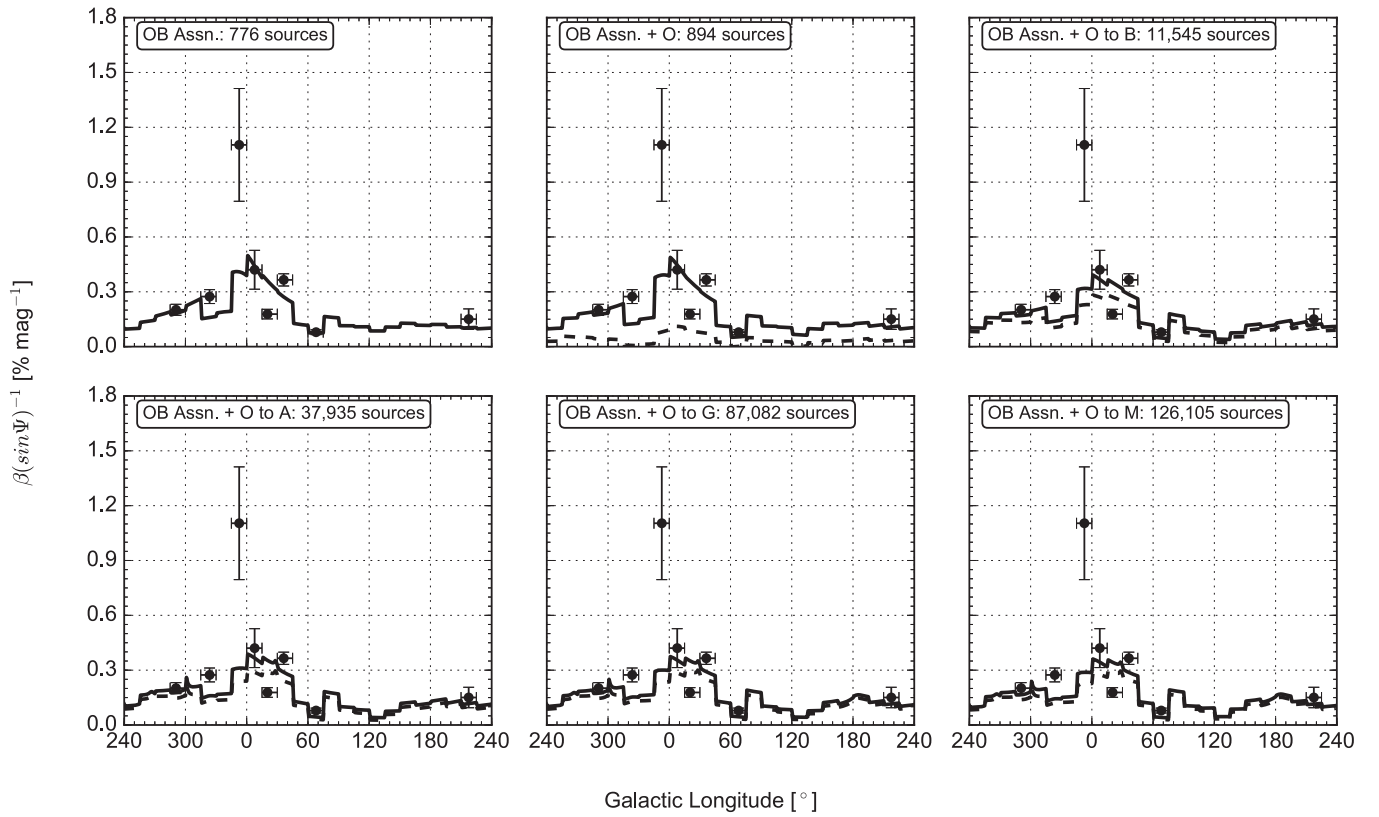 OB Assn.: 776 sources
OB Assn. + O: 894 sources
OB Assn. + O to B: 11,545 sources
1.8
1.5
1.2
0.9
0.6
0.3
0.0
OB Assn. + O to A: 37,935 sources
OB Assn. + O to G: 87,082 sources
OB Assn. + O to M: 126,105 sources
1.8
1.5
1.2
0.9
0.6
0.3
0.0
240 300 0 60 120 180 240 300 0 60 120 180 240 300 0 60 120 180 240
β(sinΨ)⁻¹ [% mag⁻¹]
Galactic Longitude [°]